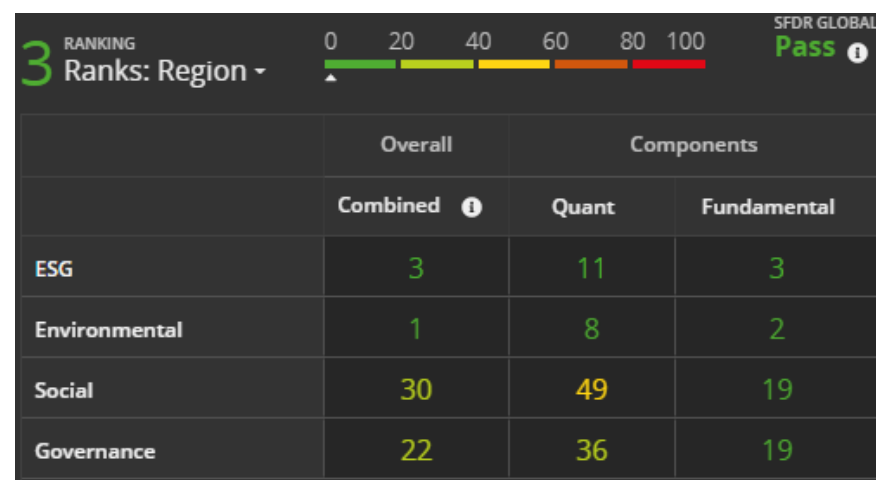 3 RANKING
Ranks: Region
0 20 40 60 80 100
SFDR GLOBAL
Pass
Overall Components
Combined Quant Fundamental
ESG 3 11 3
Environmental 1 8 2
Social 30 49 19
Governance 22 36 19